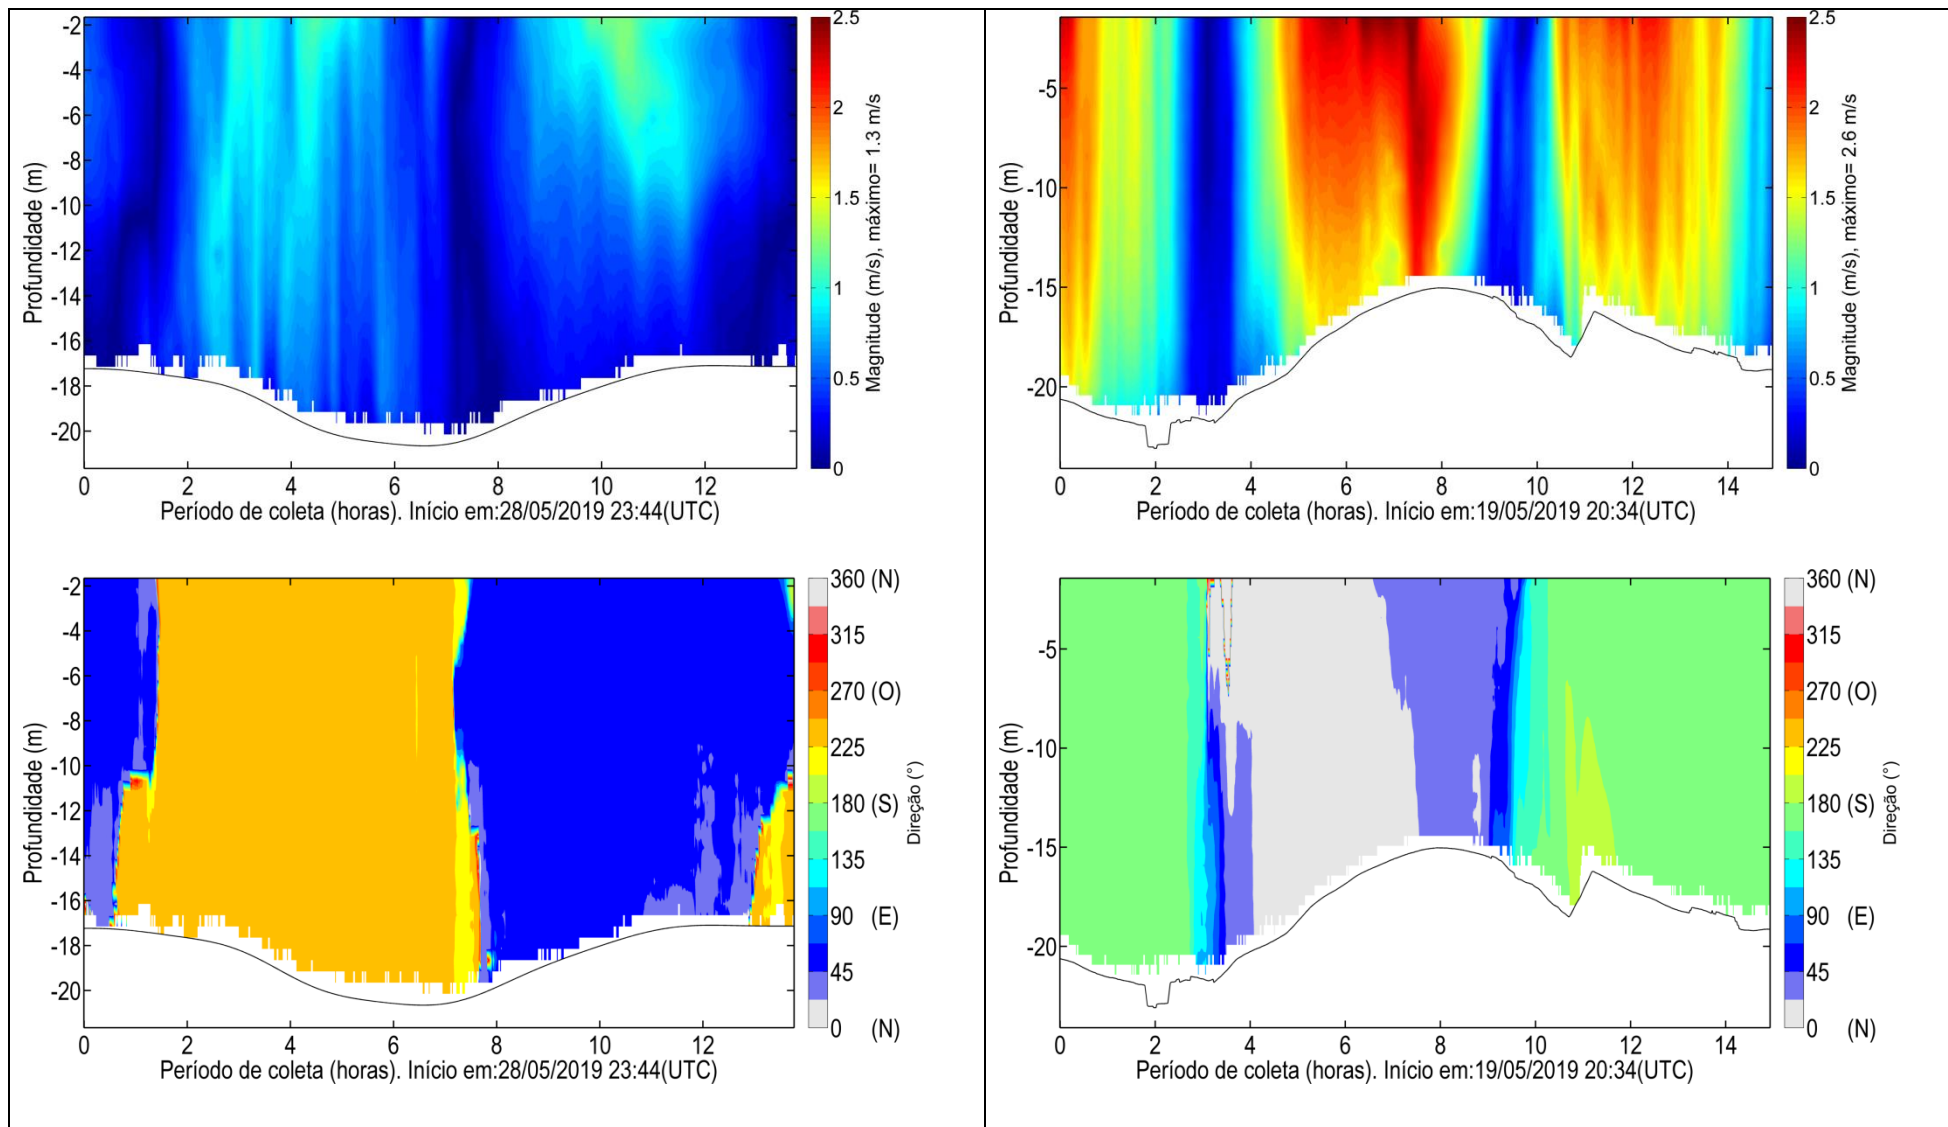 -2
-4
-6
-8
-10
-12
-14
-16
-18
-20
Profundidade (m)
0 2 4 6 8 10 12
Período de coleta (horas). Início em:28/05/2019 23:44(UTC)
2.5
2
1.5
1
0.5
0
Magnitude (m/s), máximo= 1.3 m/s
-5
-10
-15
-20
Profundidade (m)
0 2 4 6 8 10 12 14
Período de coleta (horas). Início em:19/05/2019 20:34(UTC)
2.5
2
1.5
1
0.5
0
Magnitude (m/s), máximo= 2.6 m/s
-2
-4
-6
-8
-10
-12
-14
-16
-18
-20
Profundidade (m)
0 2 4 6 8 10 12
Período de coleta (horas). Início em:28/05/2019 23:44(UTC)
360 (N)
315
270 (O)
225
180 (S)
135
90 (E)
45
0 (N)
Direção (°)
-5
-10
-15
-20
Profundidade (m)
0 2 4 6 8 10 12 14
Período de coleta (horas). Início em:19/05/2019 20:34(UTC)
360 (N)
315
270 (O)
225
180 (S)
135
90 (E)
45
0 (N)
Direção (°)